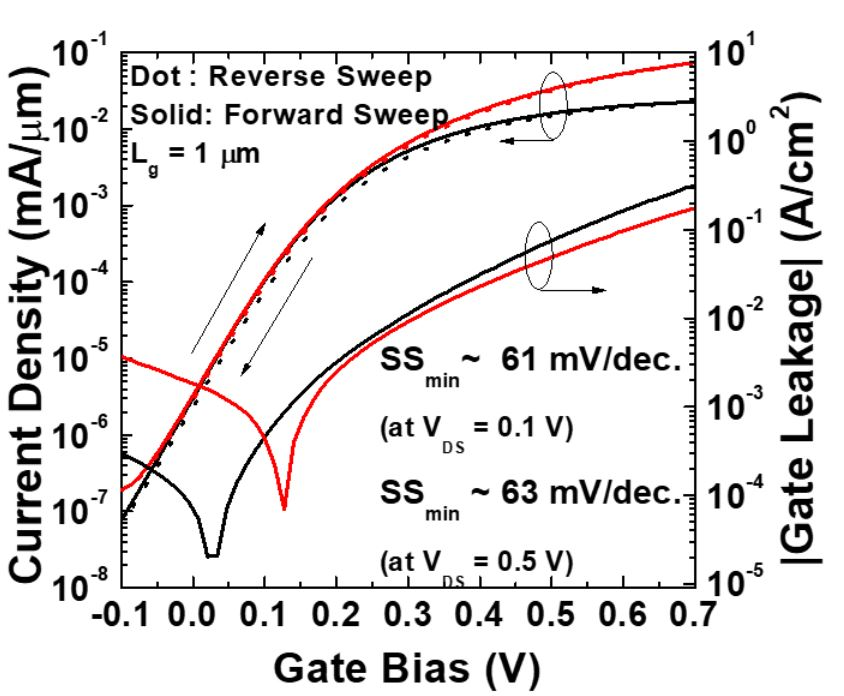 Dot : Reverse Sweep
Solid: Forward Sweep
L_g = 1 μm
SS_min ~ 61 mV/dec.
(at V_DS = 0.1 V)
SS_min ~ 63 mV/dec.
(at V_DS = 0.5 V)
Current Density (mA/μm)
10^-1
10^-2
10^-3
10^-4
10^-5
10^-6
10^-7
10^-8
|Gate Leakage| (A/cm^2)
10^1
10^0
10^-1
10^-2
10^-3
10^-4
10^-5
-0.1 0.0 0.1 0.2 0.3 0.4 0.5 0.6 0.7
Gate Bias (V)